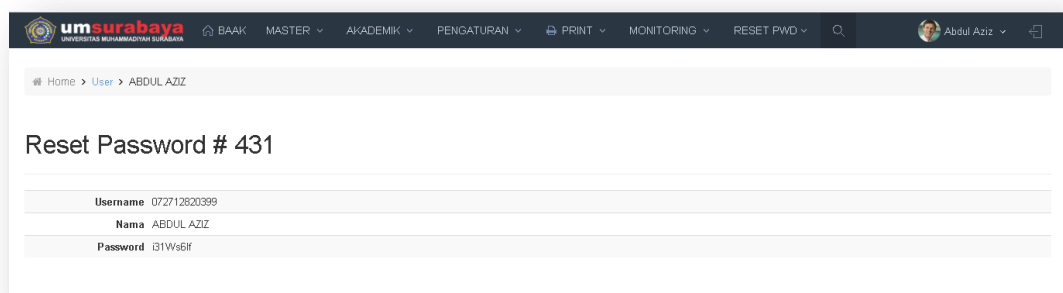 umsurabaya
UNIVERSITAS MUHAMMADIYAH SURABAYA
BAAK MASTER AKADEMIK PENGATURAN PRINT MONITORING RESET PWD Abdul Aziz
Home > User > ABDUL AZIZ
Reset Password # 431
Username 072712820399
Nama ABDUL AZIZ
Password i31Ws6lf